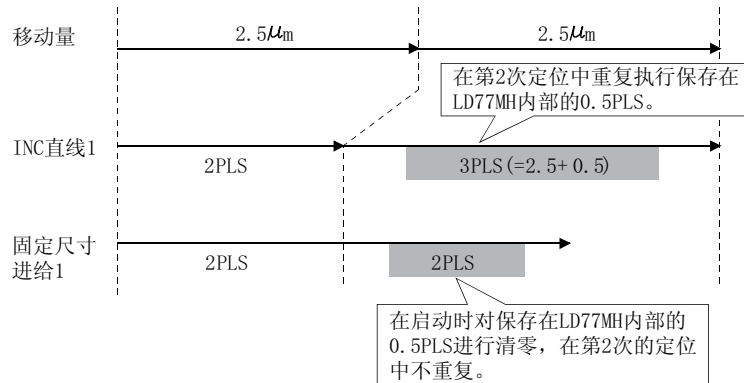 移动量
2.5μm
2.5μm
在第2次定位中重复执行保存在
LD77MH内部的0.5PLS。
INC直线1
2PLS
3PLS(=2.5+0.5)
固定尺寸
进给1
2PLS
2PLS
在启动时对保存在LD77MH内部的
0.5PLS进行清零，在第2次的定位
中不重复。